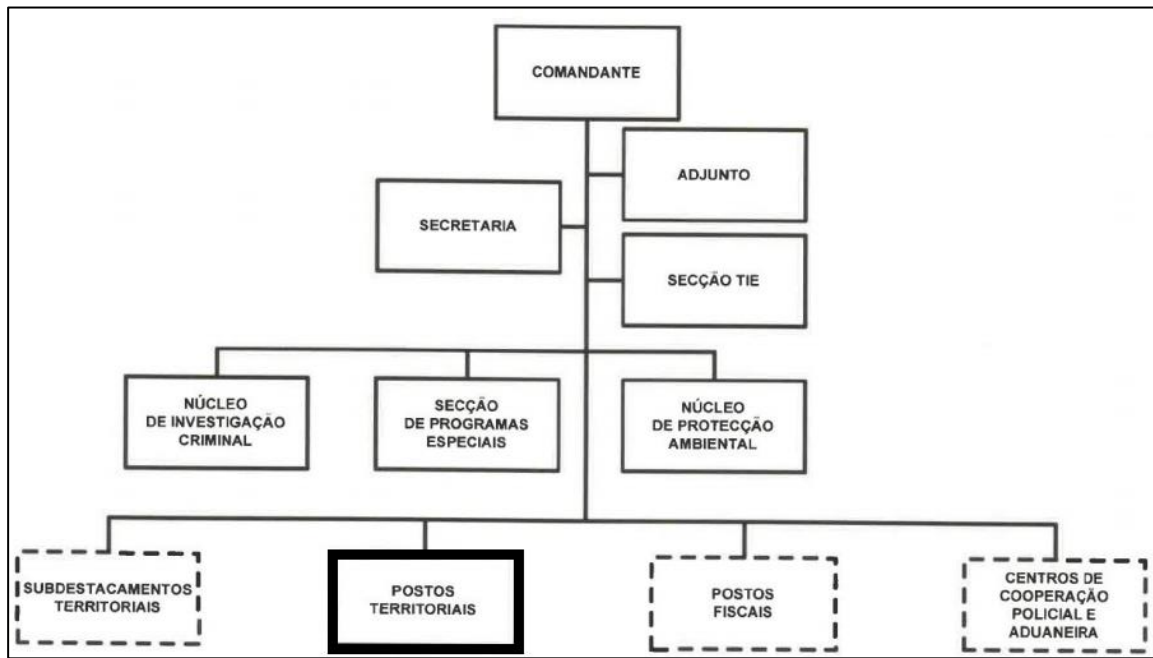 COMANDANTE
ADJUNTO
SECRETARIA
SECÇÃO TIE
NÚCLEO
DE INVESTIGAÇÃO
CRIMINAL
SECÇÃO
DE PROGRAMAS
ESPECIAIS
NÚCLEO
DE PROTECÇÃO
AMBIENTAL
SUBDESTACAMENTOS
TERRITORIAIS
POSTOS
TERRITORIAIS
POSTOS
FISCAIS
CENTROS DE
COOPERAÇÃO
POLICIAL E
ADUANEIRA